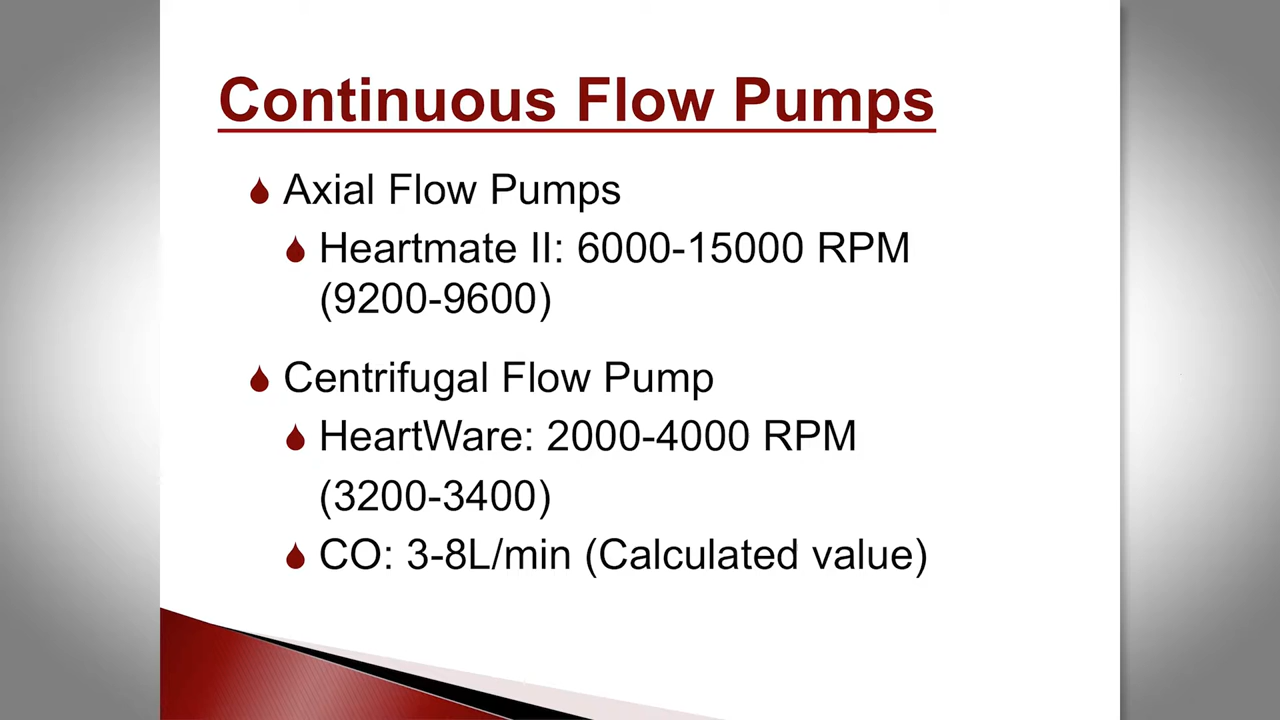 Continuous Flow Pumps
Axial Flow Pumps
Heartmate II: 6000-15000 RPM
(9200-9600)
Centrifugal Flow Pump
HeartWare: 2000-4000 RPM
(3200-3400)
CO: 3-8L/min (Calculated value)